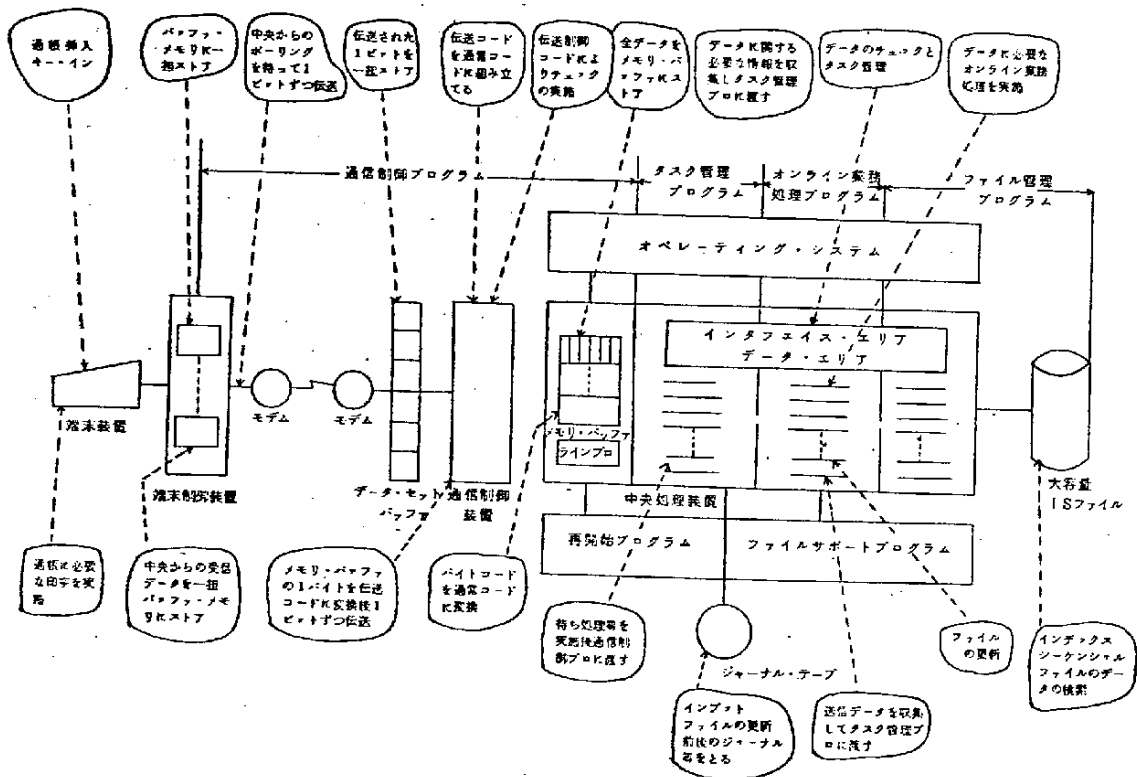 通帳挿入
キー・イン
バッファ・
・メモリに一
担ストア
中央からの
ポーリング
を待って1
ビットずつ伝送
伝送された
1ビットを
一担ストア
伝送コード
を通常コー
ドに組み立
てる
伝送制御
コードによ
りチェック
の実施
全データを
メモリ・バ
ッファにス
トア
データに関する
必要な情報を収
集しタスク管理
プロに渡す
データのチェックと
タスク管理
データに必要な
オンライン業務
処理を実施
通信制御プログラム
タスク管理
プログラム
オンライン業務
処理プログラム
ファイル管理
プログラム
オペレーティング・システム
インタフェイス・エリア
データ・エリア
メモリ・バッファ
ラインプロ
端末装置
端末制御装置
モデム
モデム
データ・セット
バッファ
通信制御
装置
中央処理装置
大容量
ISファイル
再開始プログラム
ファイルサポートプログラム
通帳に必要
な印字を実
施
中央からの受信
データを一担
バッファ・メモ
リにストア
メモリ・バッファ
の1バイトを伝送
コードに変換後1
ビットずつ伝送
バイトコード
を通常コード
に変換
待ち処理等を
実施後通信制
御プロに渡す
ジャーナル・テープ
インプット
ファイルの更新
前後のジャーナル
等をとる
送信データを収集
してタスク管理プ
ロに渡す
ファイル
の更新
インデックス
シーケンシャル
ファイルのデー
タの検索